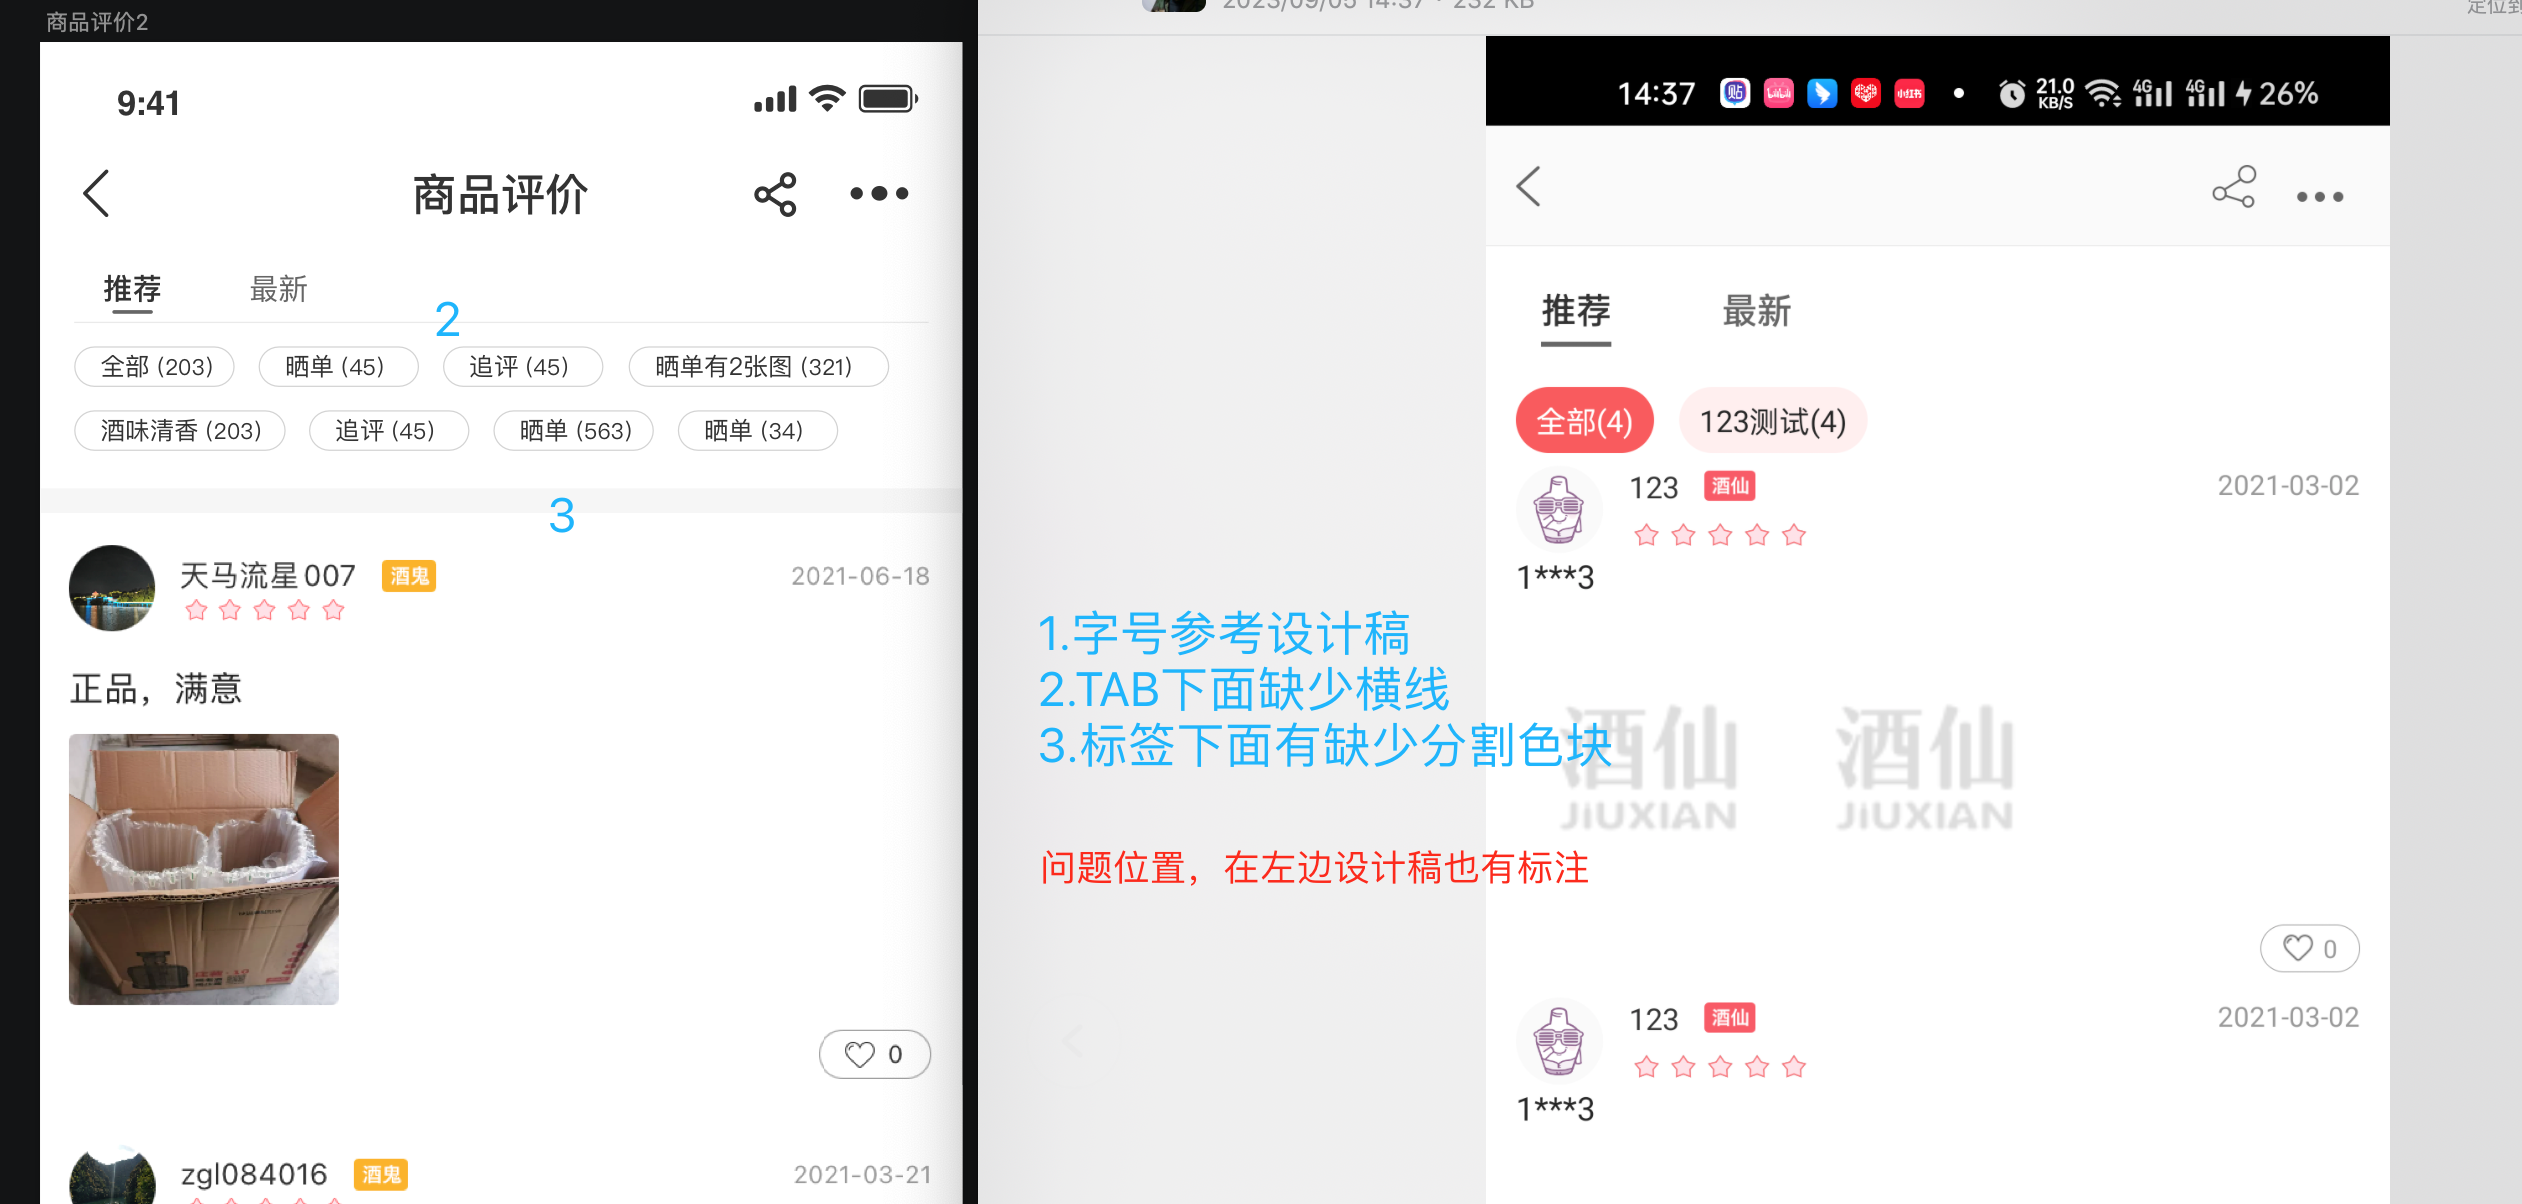 商品评价2
9:41
商品评价
推荐 最新
2
全部 (203) 晒单 (45) 追评 (45) 晒单有2张图 (321)
酒味清香 (203) 追评 (45) 晒单 (563) 晒单 (34)
3
天马流星007 酒鬼 2021-06-18
正品，满意
0
zgl084016 酒鬼 2021-03-21
2023/09/05 14:37 · 232 KB
定位到
1.字号参考设计稿
2.TAB下面缺少横线
3.标签下面有缺少分割色块
问题位置，在左边设计稿也有标注
14:37 贴 小红书 21.0 KB/S 4G 4G 26%
推荐 最新
全部(4) 123测试(4)
123 酒仙 2021-03-02
1***3
酒仙 酒仙
JIUXIAN JIUXIAN
0
123 酒仙 2021-03-02
1***3